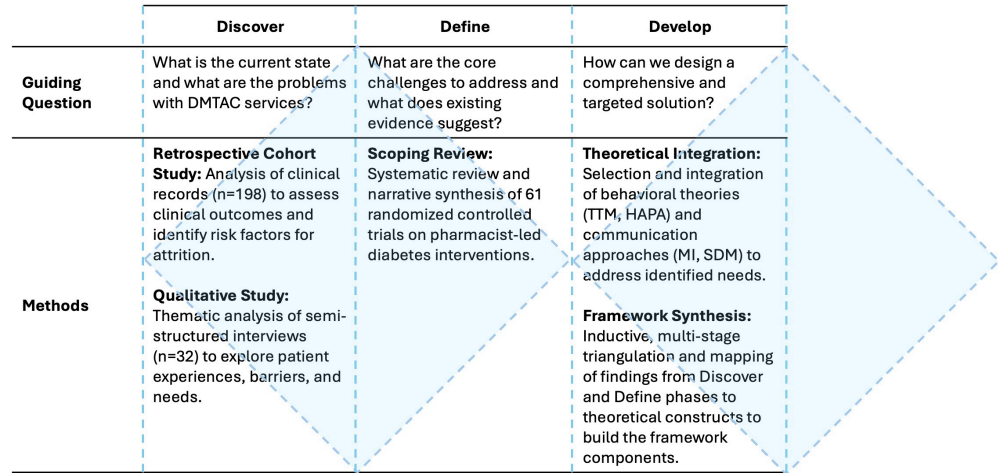 Discover
Define
Develop
Guiding
Question
What is the current state
and what are the problems
with DMTAC services?
What are the core
challenges to address and
what does existing
evidence suggest?
How can we design a
comprehensive and
targeted solution?
Methods
Retrospective Cohort
Study: Analysis of clinical
records (n=198) to assess
clinical outcomes and
identify risk factors for
attrition.
Qualitative Study:
Thematic analysis of semi-
structured interviews
(n=32) to explore patient
experiences, barriers, and
needs.
Scoping Review:
Systematic review and
narrative synthesis of 61
randomized controlled
trials on pharmacist-led
diabetes interventions.
Theoretical Integration:
Selection and integration
of behavioral theories
(TTM, HAPA) and
communication
approaches (MI, SDM) to
address identified needs.
Framework Synthesis:
Inductive, multi-stage
triangulation and mapping
of findings from Discover
and Define phases to
theoretical constructs to
build the framework
components.